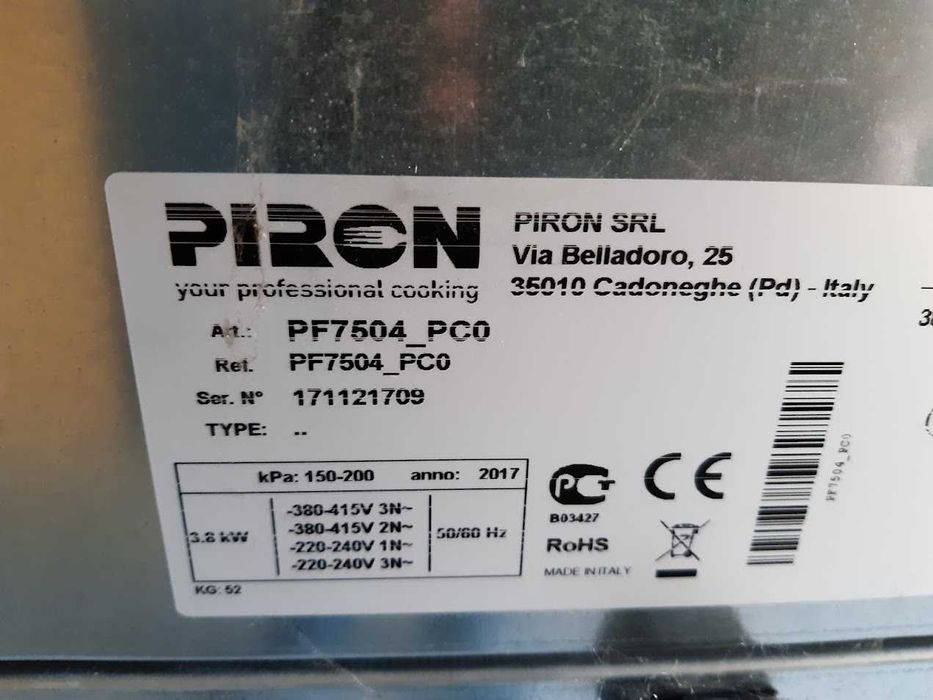 PIRON
your professional cooking
PIRON SRL
Via Belladoro, 25
35010 Cadoneghe (Pd) - Italy
Art.: PF7504_PC0
Ref. PF7504_PC0
Ser. N° 171121709
TYPE: ..
kPa: 150-200 anno: 2017
3.8 kW
-380-415V 3N~
-380-415V 2N~
-220-240V 1N~
-220-240V 3N~
50/60 Hz
KG: 52
PCT
B03427
CE
RoHS
MADE IN ITALY
PF7504_PC0